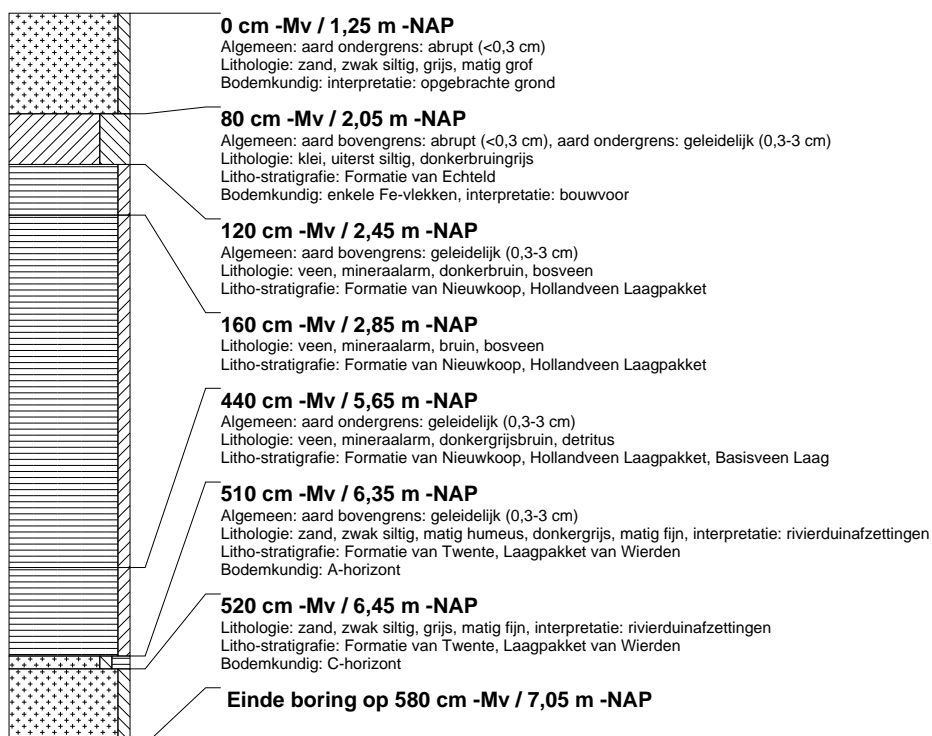 0 cm -Mv / 1,25 m -NAP
Algemeen: aard ondergrens: abrupt (<0,3 cm)
Lithologie: zand, zwak siltig, grijs, matig grof
Bodemkundig: interpretatie: opgebrachte grond
80 cm -Mv / 2,05 m -NAP
Algemeen: aard bovengrens: abrupt (<0,3 cm), aard ondergrens: geleidelijk (0,3-3 cm)
Lithologie: klei, uiterst siltig, donkerbruingrijs
Litho-stratigrafie: Formatie van Echteld
Bodemkundig: enkele Fe-vlekken, interpretatie: bouwvoor
120 cm -Mv / 2,45 m -NAP
Algemeen: aard bovengrens: geleidelijk (0,3-3 cm)
Lithologie: veen, mineraalarm, donkerbruin, bosveen
Litho-stratigrafie: Formatie van Nieuwkoop, Hollandveen Laagpakket
160 cm -Mv / 2,85 m -NAP
Lithologie: veen, mineraalarm, bruin, bosveen
Litho-stratigrafie: Formatie van Nieuwkoop, Hollandveen Laagpakket
440 cm -Mv / 5,65 m -NAP
Algemeen: aard ondergrens: geleidelijk (0,3-3 cm)
Lithologie: veen, mineraalarm, donkergrijsbruin, detritus
Litho-stratigrafie: Formatie van Nieuwkoop, Hollandveen Laagpakket, Basisveen Laag
510 cm -Mv / 6,35 m -NAP
Algemeen: aard bovengrens: geleidelijk (0,3-3 cm)
Lithologie: zand, zwak siltig, matig humeus, donkergrijs, matig fijn, interpretatie: rivierduinafzettingen
Litho-stratigrafie: Formatie van Twente, Laagpakket van Wierden
Bodemkundig: A-horizont
520 cm -Mv / 6,45 m -NAP
Lithologie: zand, zwak siltig, grijs, matig fijn, interpretatie: rivierduinafzettingen
Litho-stratigrafie: Formatie van Twente, Laagpakket van Wierden
Bodemkundig: C-horizont
Einde boring op 580 cm -Mv / 7,05 m -NAP